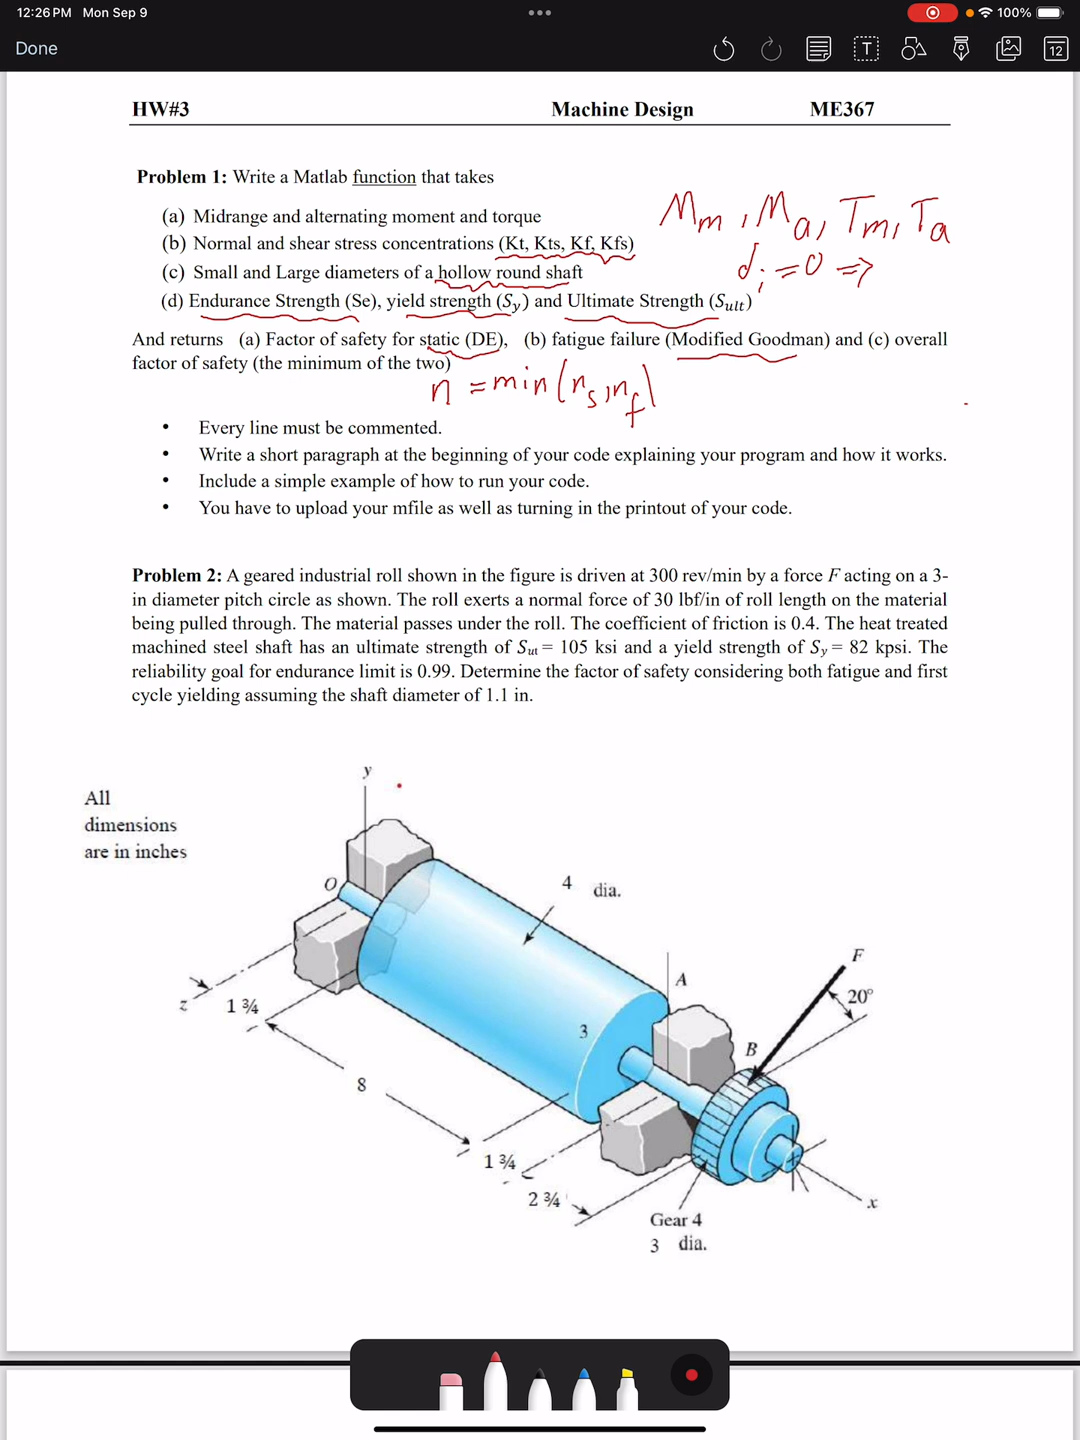 12:26 PM Mon Sep 9
100%
Done
T
12
HW#3 Machine Design ME367
Problem 1: Write a Matlab function that takes
(a) Midrange and alternating moment and torque
Mm, Ma, Tm, Ta
(b) Normal and shear stress concentrations (Kt, Kts, Kf, Kfs)
(c) Small and Large diameters of a hollow round shaft
di = 0 =>
(d) Endurance Strength (Se), yield strength (Sy) and Ultimate Strength (Sult)
And returns (a) Factor of safety for static (DE), (b) fatigue failure (Modified Goodman) and (c) overall
factor of safety (the minimum of the two)
n = min(ns, nf)
• Every line must be commented.
• Write a short paragraph at the beginning of your code explaining your program and how it works.
• Include a simple example of how to run your code.
• You have to upload your mfile as well as turning in the printout of your code.
Problem 2: A geared industrial roll shown in the figure is driven at 300 rev/min by a force F acting on a 3-
in diameter pitch circle as shown. The roll exerts a normal force of 30 lbf/in of roll length on the material
being pulled through. The material passes under the roll. The coefficient of friction is 0.4. The heat treated
machined steel shaft has an ultimate strength of Sut = 105 ksi and a yield strength of Sy = 82 kpsi. The
reliability goal for endurance limit is 0.99. Determine the factor of safety considering both fatigue and first
cycle yielding assuming the shaft diameter of 1.1 in.
y
All
dimensions
are in inches
O
4 dia.
F
A
20°
z
1 3/4
3
B
8
1 3/4
2 3/4
x
Gear 4
3 dia.